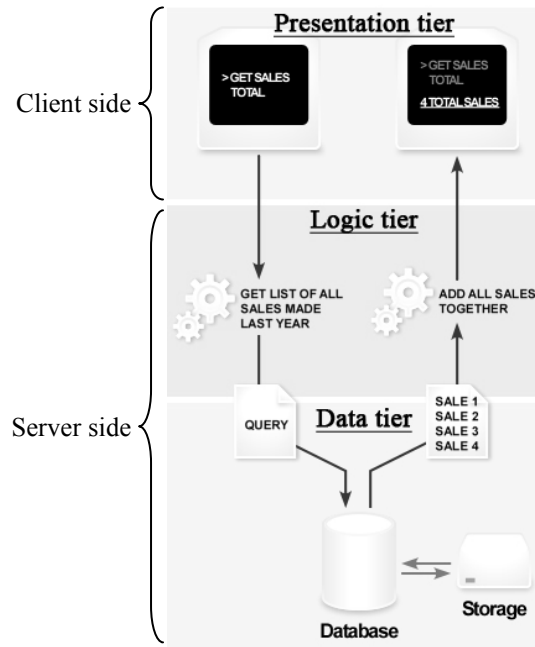 Presentation tier
> GET SALES
TOTAL
> GET SALES
TOTAL
4 TOTAL SALES
Client side
Logic tier
GET LIST OF ALL
SALES MADE
LAST YEAR
ADD ALL SALES
TOGETHER
Server side
QUERY
Data tier
SALE 1
SALE 2
SALE 3
SALE 4
Database
Storage